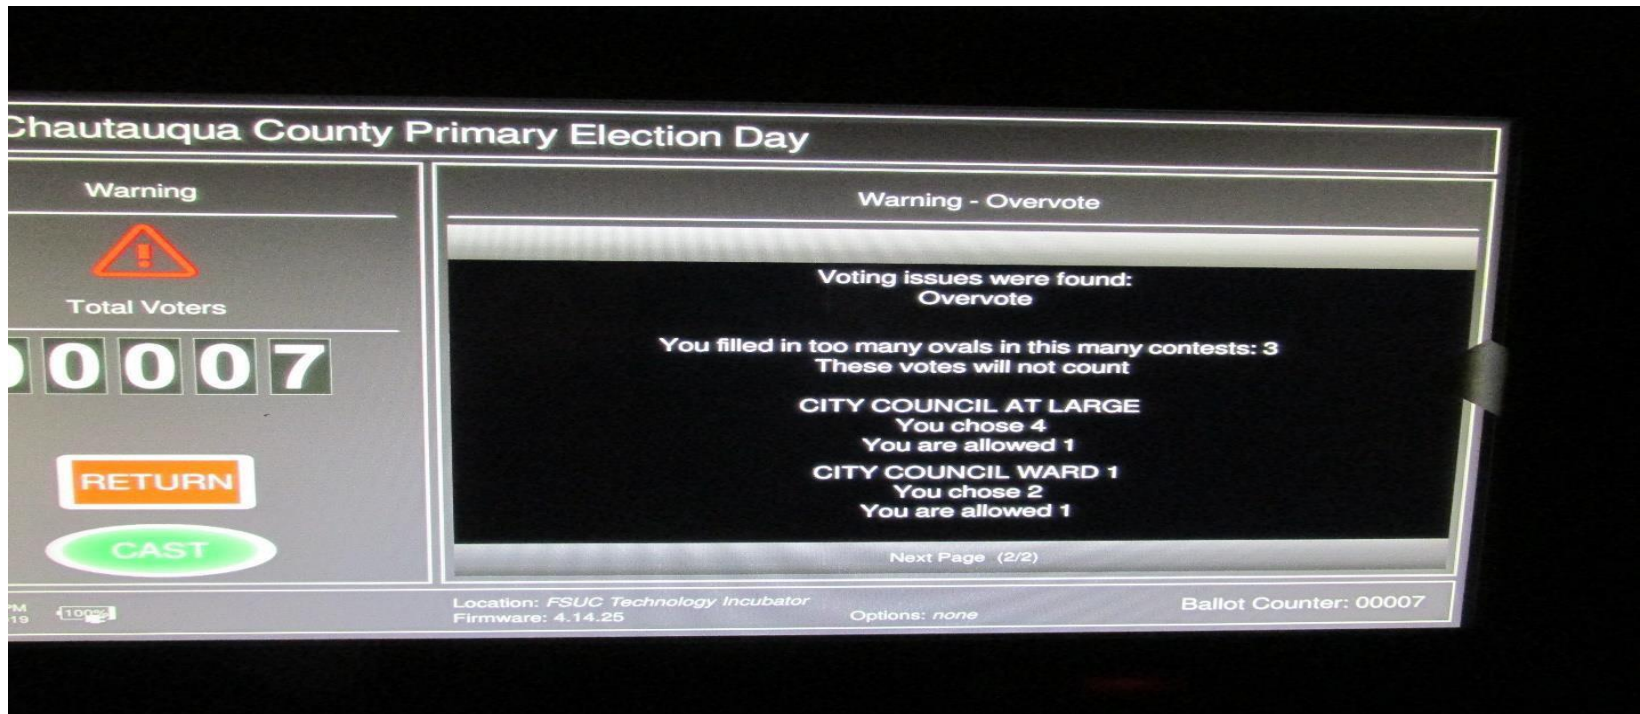 Chautauqua County Primary Election Day
Warning
Total Voters
0007
RETURN
CAST
100%
Warning - Overvote
Voting issues were found:
Overvote
You filled in too many ovals in this many contests: 3
These votes will not count
CITY COUNCIL AT LARGE
You chose 4
You are allowed 1
CITY COUNCIL WARD 1
You chose 2
You are allowed 1
Next Page (2/2)
Location: FSUC Technology Incubator
Firmware: 4.14.25
Options: none
Ballot Counter: 00007